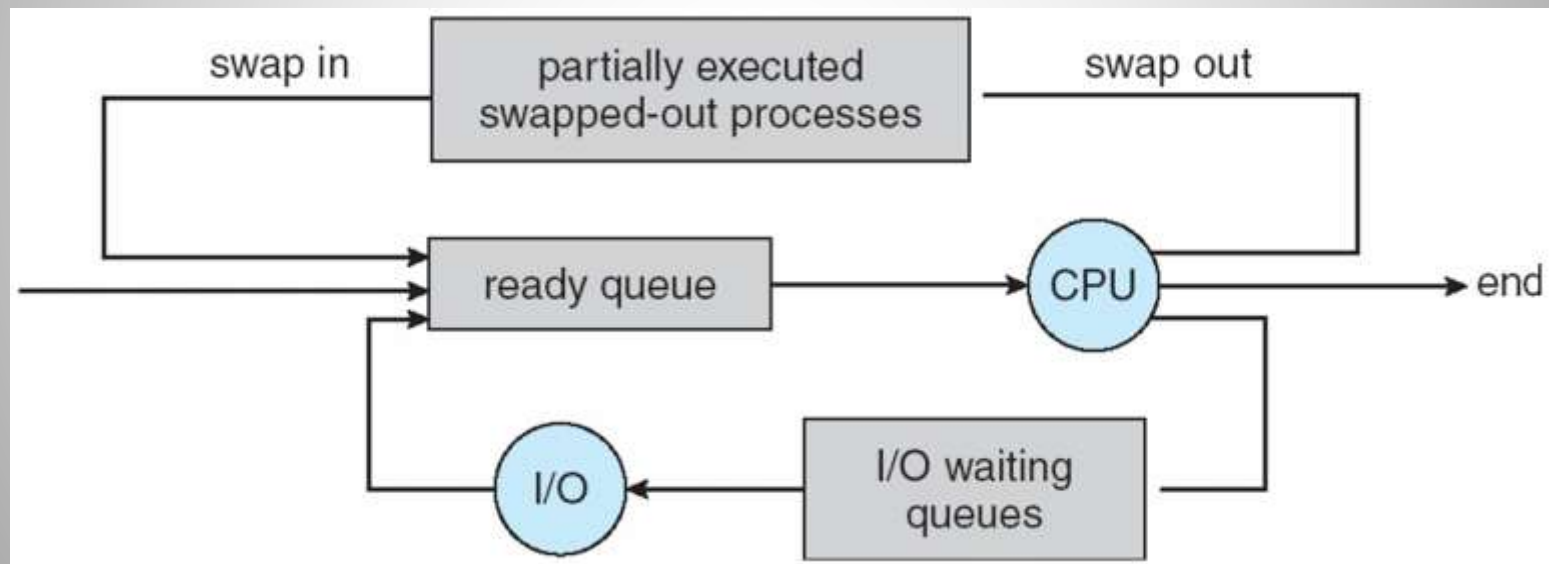 swap in
partially executed
swapped-out processes
swap out
ready queue
CPU
end
I/O
I/O waiting
queues